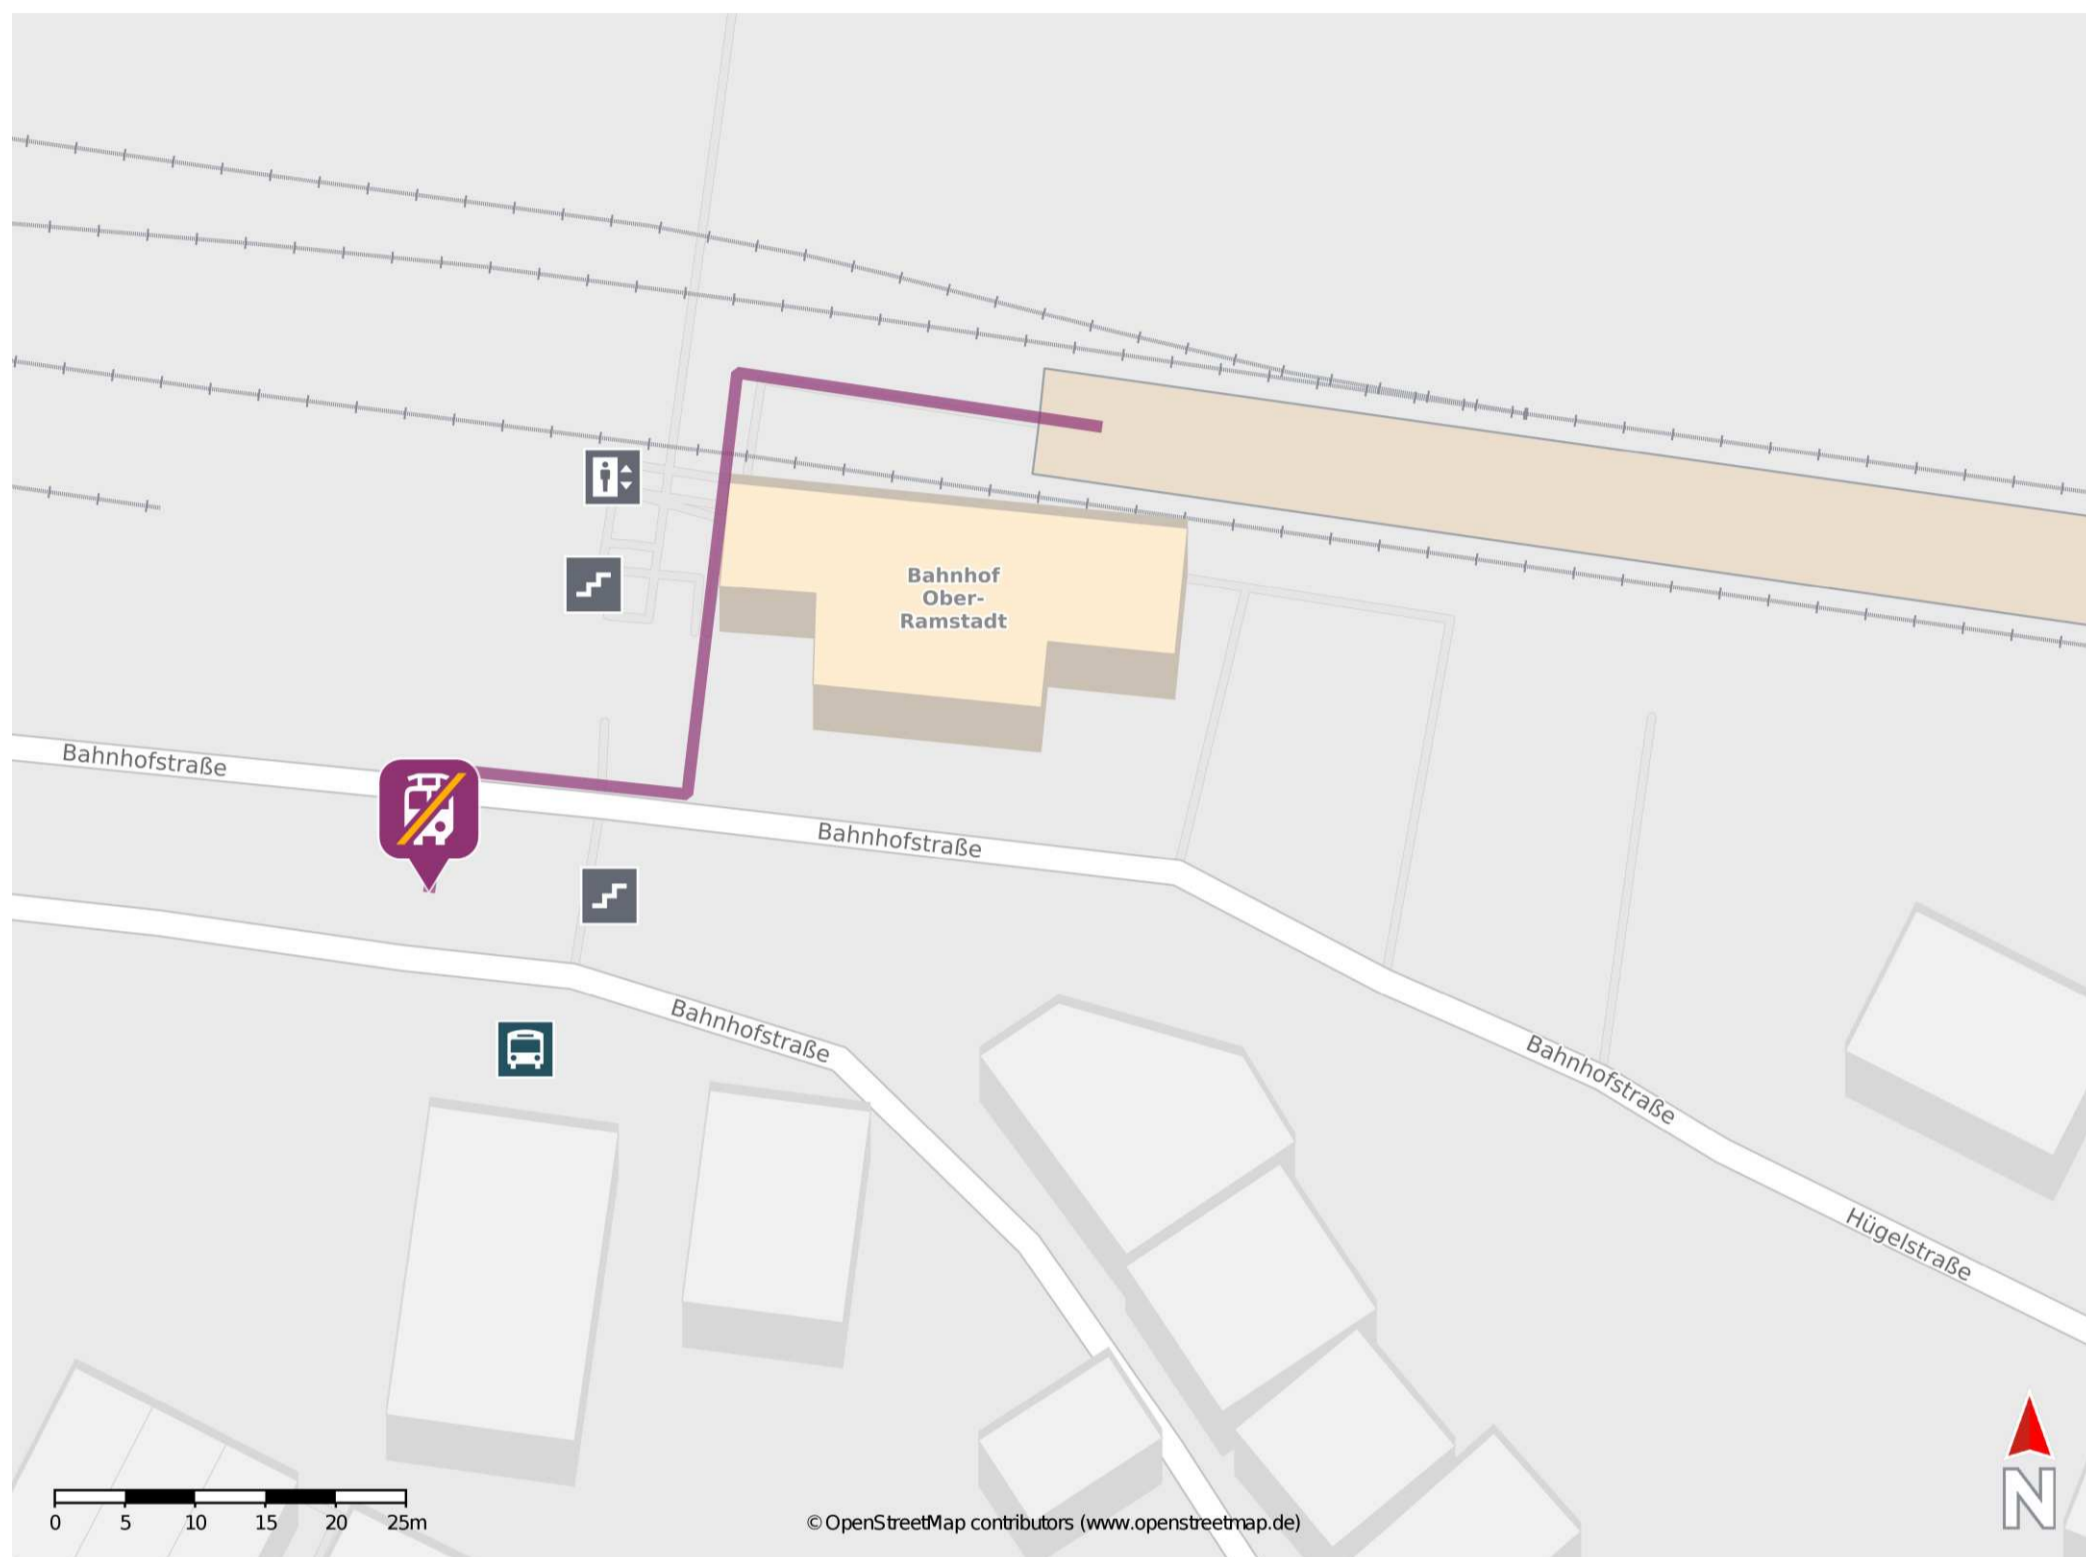 Bahnhof
Ober-
Ramstadt
Bahnhofstraße
Bahnhofstraße
Bahnhofstraße
Bahnhofstraße
Hügelstraße
0 5 10 15 20 25m
© OpenStreetMap contributors (www.openstreetmap.de)
N